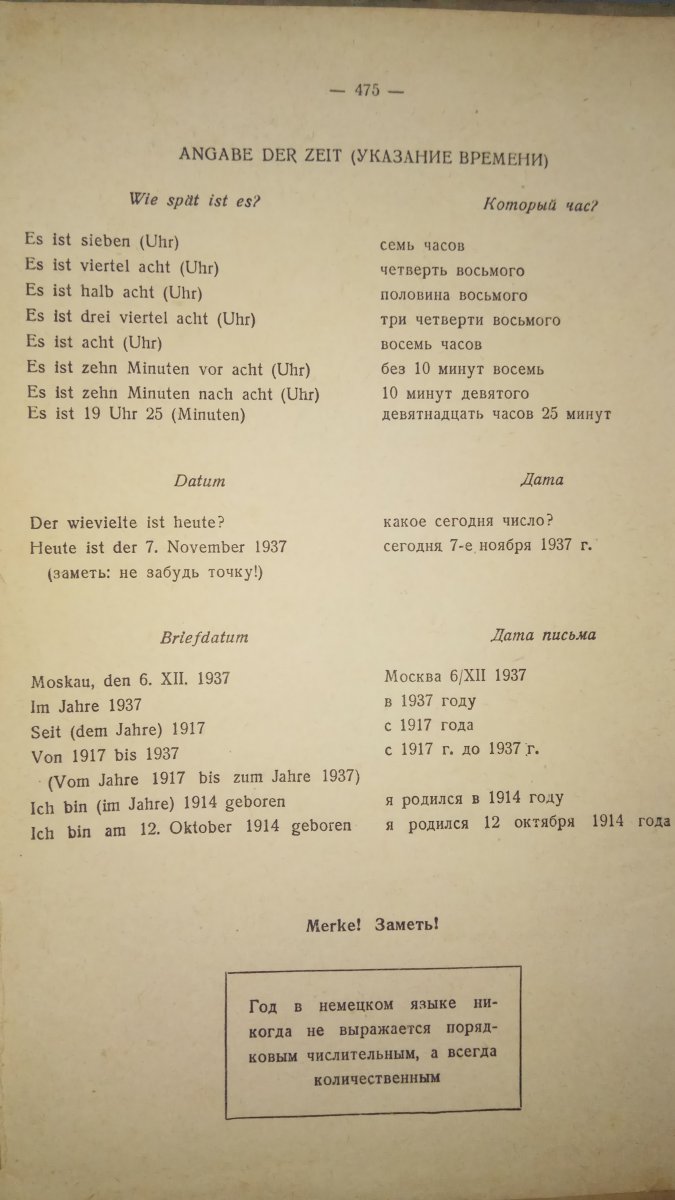 — 475 —
ANGABE DER ZEIT (УКАЗАНИЕ ВРЕМЕНИ)
Wie spät ist es?
Который час?
Es ist sieben (Uhr)
семь часов
Es ist viertel acht (Uhr)
четверть восьмого
Es ist halb acht (Uhr)
половина восьмого
Es ist drei viertel acht (Uhr)
три четверти восьмого
Es ist acht (Uhr)
восемь часов
Es ist zehn Minuten vor acht (Uhr)
без 10 минут восемь
Es ist zehn Minuten nach acht (Uhr)
10 минут девятого
Es ist 19 Uhr 25 (Minuten)
девятнадцать часов 25 минут
Datum
Дата
Der wievielte ist heute?
какое сегодня число?
Heute ist der 7. November 1937
сегодня 7-е ноября 1937 г.
(заметь: не забудь точку!)
Briefdatum
Дата письма
Moskau, den 6. XII. 1937
Москва 6/XII 1937
Im Jahre 1937
в 1937 году
Seit (dem Jahre) 1917
с 1917 года
Von 1917 bis 1937
с 1917 г. до 1937 г.
(Vom Jahre 1917 bis zum Jahre 1937)
Ich bin (im Jahre) 1914 geboren
я родился в 1914 году
Ich bin am 12. Oktober 1914 geboren
я родился 12 октября 1914 года
Merke! Заметь!
Год в немецком языке ни-
когда не выражается поряд-
ковым числительным, а всегда
количественным